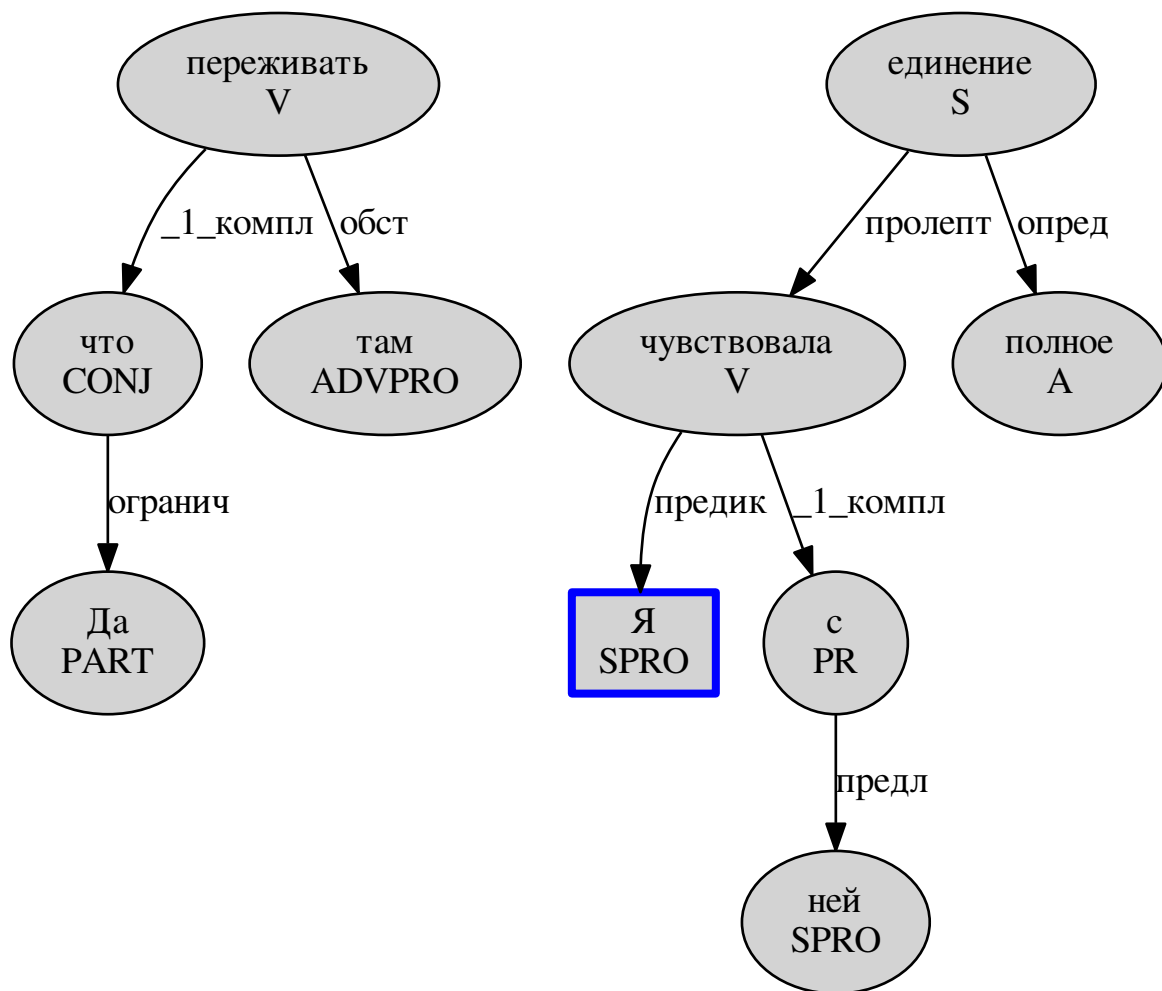 переживать
V
единение
S
_1_компл
обст
пролепт
опред
что
CONJ
там
ADVPRO
чувствовала
V
полное
A
огранич
предик
_1_компл
Да
PART
Я
SPRO
с
PR
предл
ней
SPRO